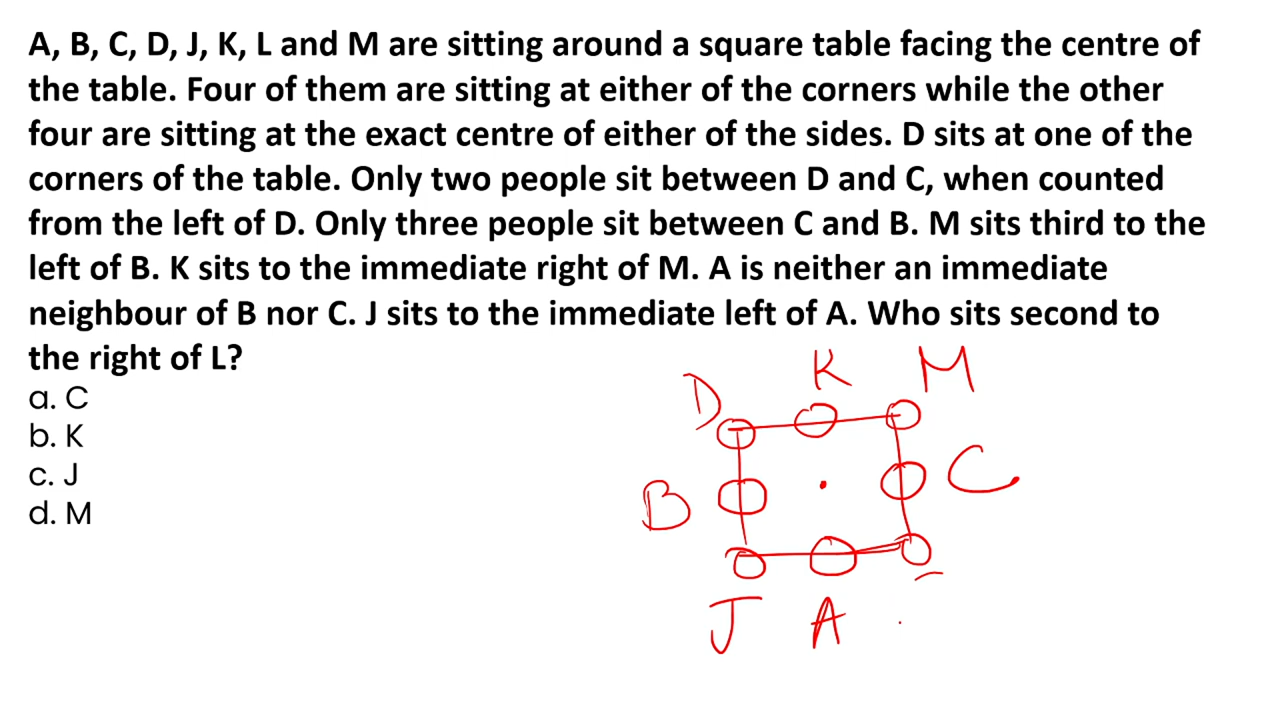 A, B, C, D, J, K, L and M are sitting around a square table facing the centre of
the table. Four of them are sitting at either of the corners while the other
four are sitting at the exact centre of either of the sides. D sits at one of the
corners of the table. Only two people sit between D and C, when counted
from the left of D. Only three people sit between C and B. M sits third to the
left of B. K sits to the immediate right of M. A is neither an immediate
neighbour of B nor C. J sits to the immediate left of A. Who sits second to
the right of L?
a. C
b. K
c. J
d. M
D K M
B C
J A